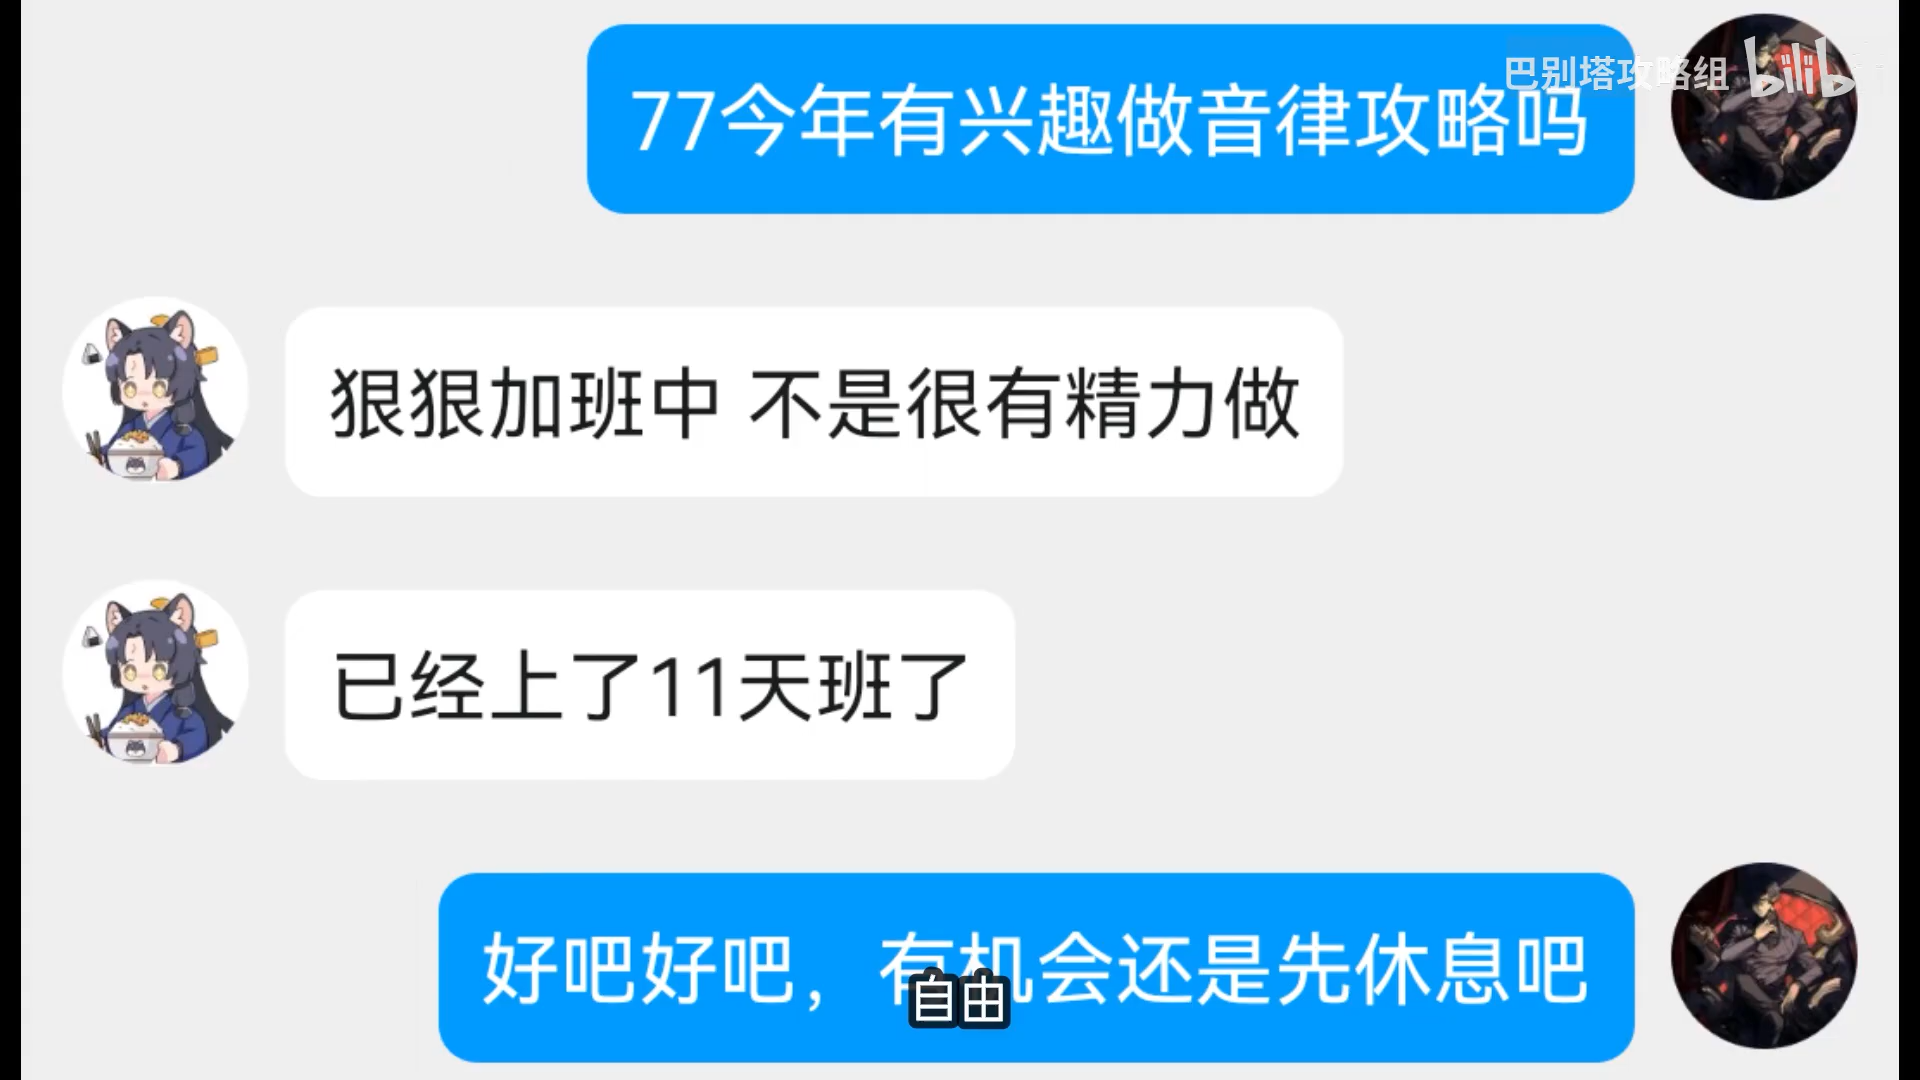 77今年有兴趣做音律攻略吗
巴别塔攻略组 bilibili
狠狠加班中 不是很有精力做
已经上了11天班了
好吧好吧，有机会还是先休息吧
自由